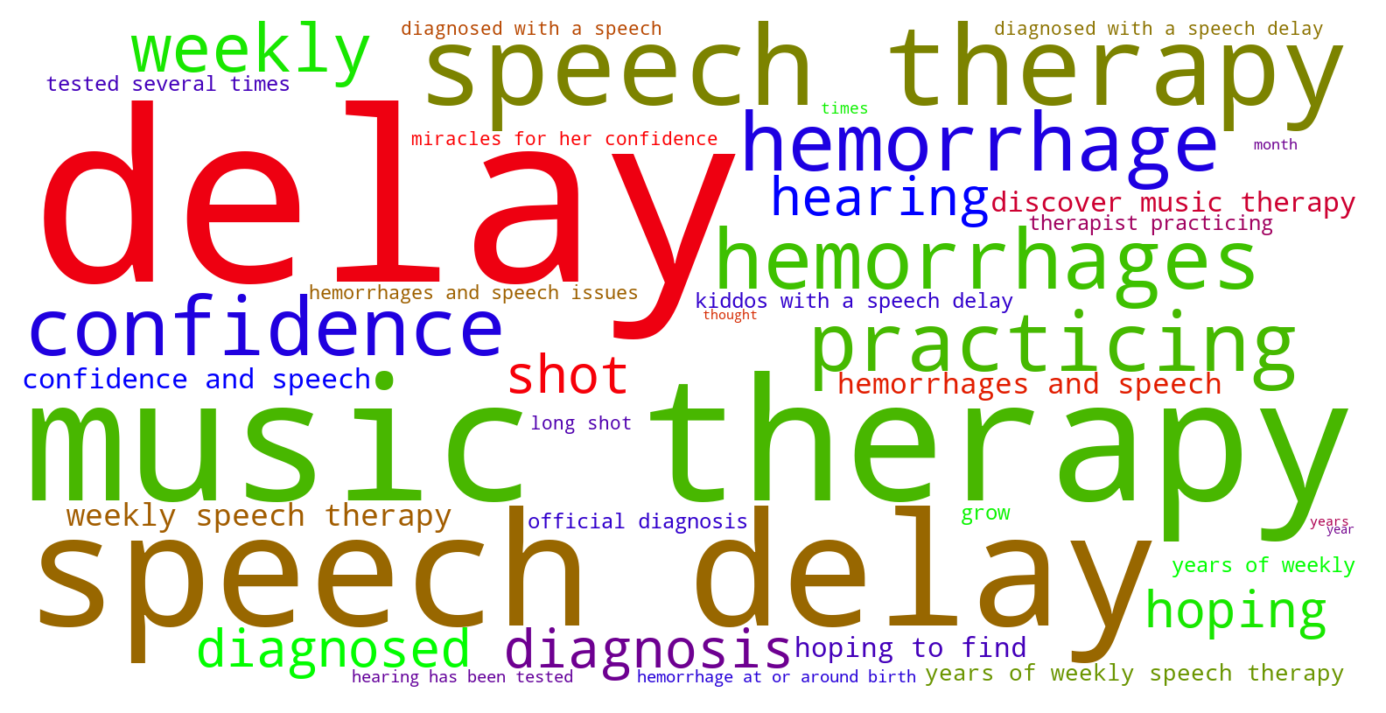 diagnosed with a speech
diagnosed with a speech delay
weekly
speech therapy
tested several times
delay
times
miracles for her confidence
hemorrhage
month
hearing
discover music therapy
therapist practicing
hemorrhages
hemorrhages and speech issues
kiddos with a speech delay
thought
confidence
practicing
shot
confidence and speech
hemorrhages and speech
music therapy
long shot
weekly speech therapy
official diagnosis
grow
years
year
speech delay
years of weekly
hoping
diagnosed
diagnosis
hoping to find
hearing has been tested
hemorrhage at or around birth
years of weekly speech therapy